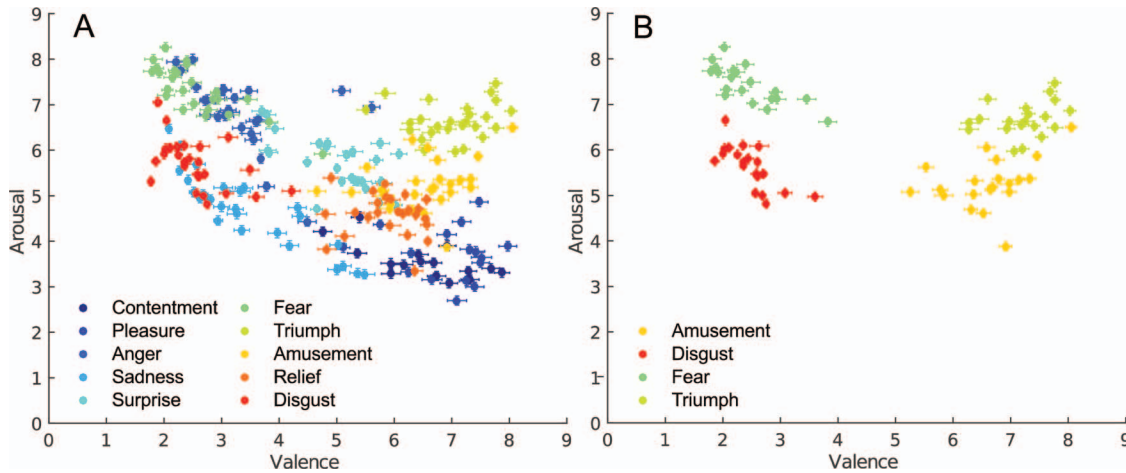 A
9
8
7
6
5
4
3
2
1
0
Arousal
Contentment
Pleasure
Anger
Sadness
Surprise
Fear
Triumph
Amusement
Relief
Disgust
0 1 2 3 4 5 6 7 8 9
Valence
B
9
8
7
6
5
4
3
2
1
0
Arousal
Amusement
Disgust
Fear
Triumph
0 1 2 3 4 5 6 7 8 9
Valence